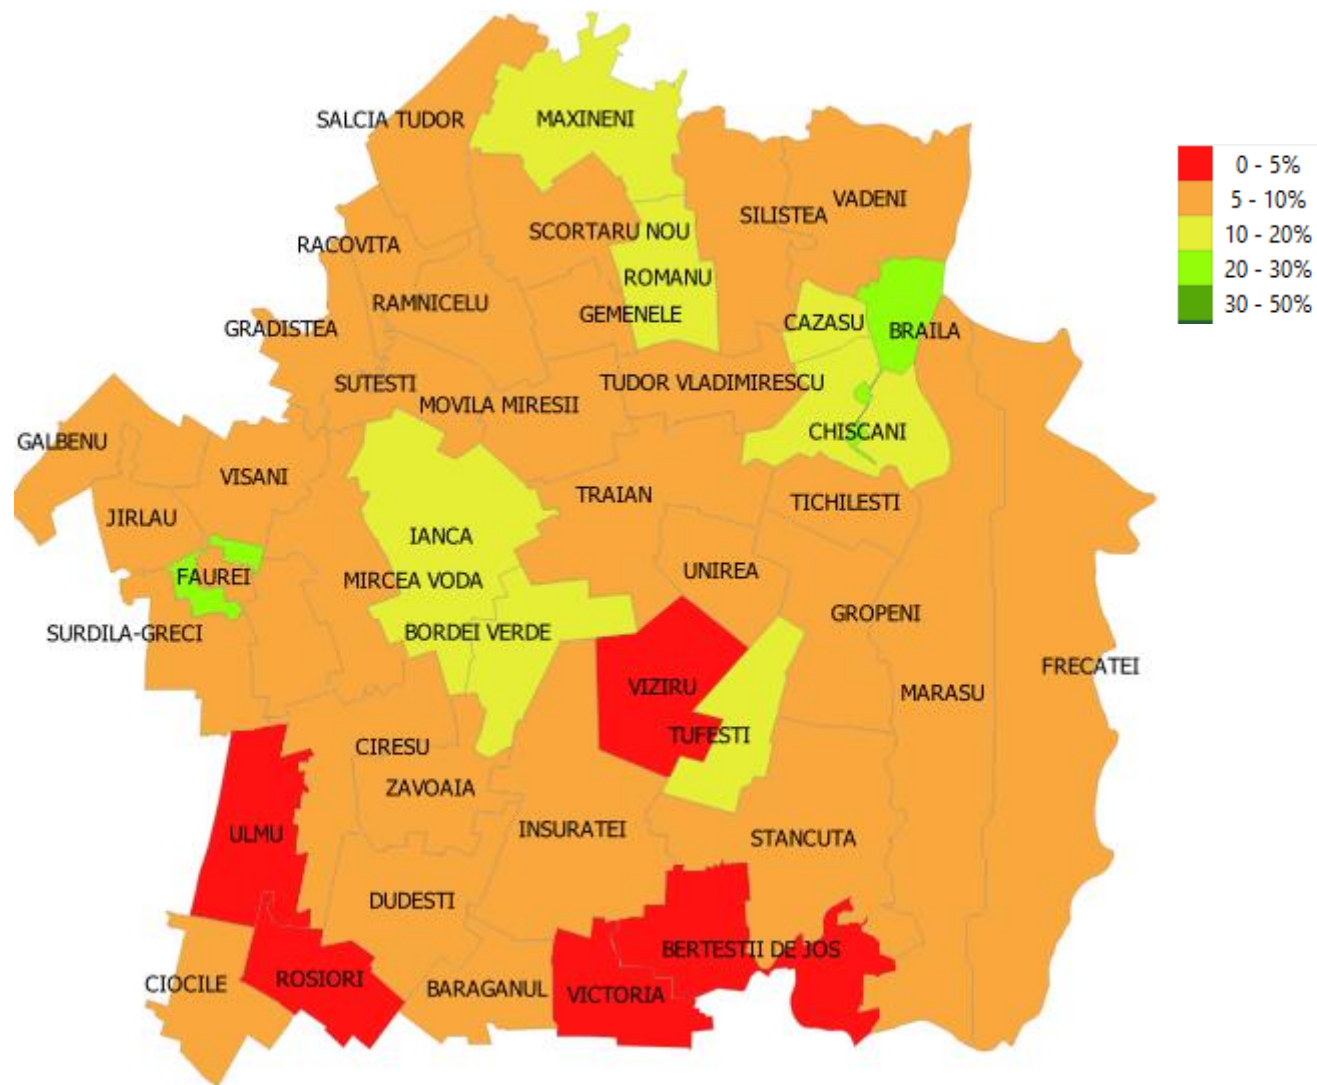 MAXINENI
SALCIA TUDOR
0 - 5%
5 - 10%
10 - 20%
20 - 30%
30 - 50%
VADENI
SILISTEA
SCORTARU NOU
RACOVITA
ROMANU
RAMNICELU
GEMENELE
CAZASU
GRADISTEA
BRAILA
SUTESTI
TUDOR VLADIMIRESCU
MOVILA MIRESII
CHISCANI
GALBENU
VISANI
TRAIAN
TICHILESTI
JIRLAU
IANCA
UNIREA
FAUREI
MIRCEA VODA
GROPENI
SURDILA-GRECI
BORDEI VERDE
FRECATEI
VIZIRU
MARASU
TUFESTI
CIRESU
ZAVOAIA
INSURATEI
ULMU
STANCUTA
DUDESTI
BERTESTII DE JOS
ROSIORI
CIOCILE
BARAGANUL
VICTORIA